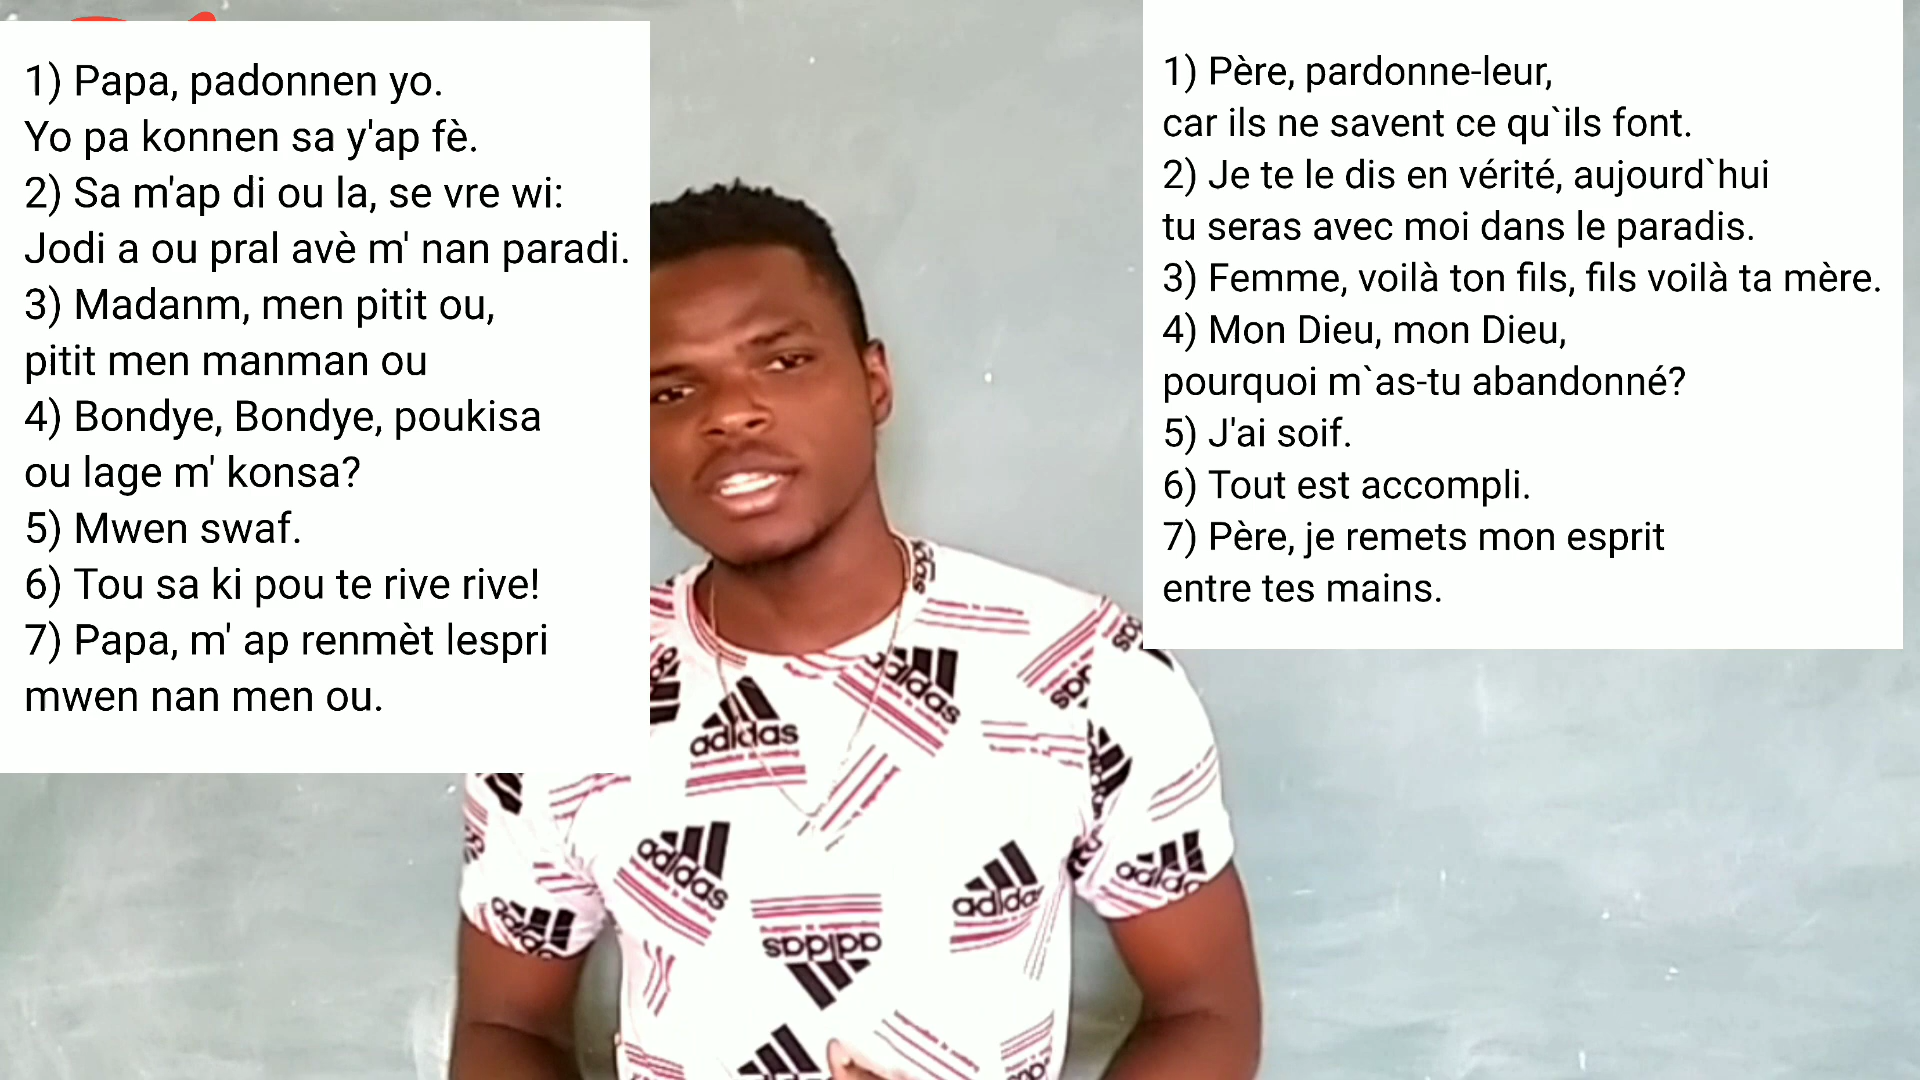 1) Papa, padonnen yo.
Yo pa konnen sa y'ap fè.
2) Sa m'ap di ou la, se vre wi:
Jodi a ou pral avè m' nan paradi.
3) Madanm, men pitit ou,
pitit men manman ou
4) Bondye, Bondye, poukisa
ou lage m' konsa?
5) Mwen swaf.
6) Tou sa ki pou te rive rive!
7) Papa, m' ap renmèt lespri
mwen nan men ou.
1) Père, pardonne-leur,
car ils ne savent ce qu`ils font.
2) Je te le dis en vérité, aujourd`hui
tu seras avec moi dans le paradis.
3) Femme, voilà ton fils, fils voilà ta mère.
4) Mon Dieu, mon Dieu,
pourquoi m`as-tu abandonné?
5) J'ai soif.
6) Tout est accompli.
7) Père, je remets mon esprit
entre tes mains.
adidas
adidas
adidas
adidas
adidas